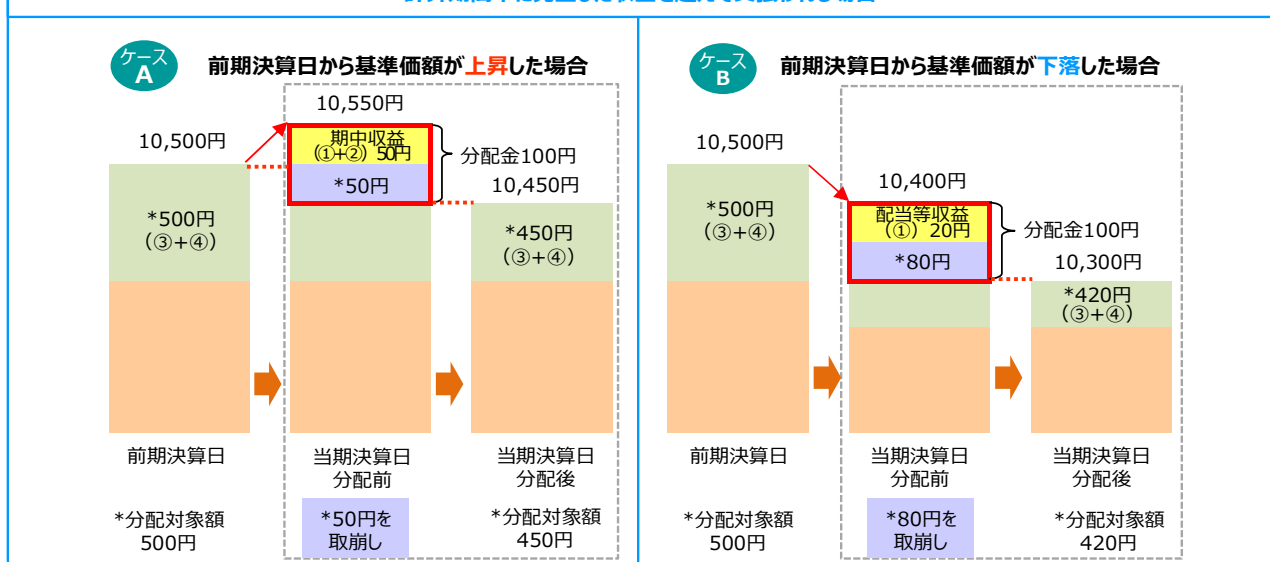 ケース
A
前期決算日から基準価額が上昇した場合
10,550円
10,500円
期中収益
(①+②) 50円
*50円
分配金100円
10,450円
*500円
(③+④)
*450円
(③+④)
前期決算日
当期決算日
分配前
当期決算日
分配後
*分配対象額
500円
*50円を
取崩し
*分配対象額
450円
ケース
B
前期決算日から基準価額が下落した場合
10,500円
10,400円
*500円
(③+④)
配当等収益
(①) 20円
*80円
分配金100円
10,300円
*420円
(③+④)
前期決算日
当期決算日
分配前
当期決算日
分配後
*分配対象額
500円
*80円を
取崩し
*分配対象額
420円